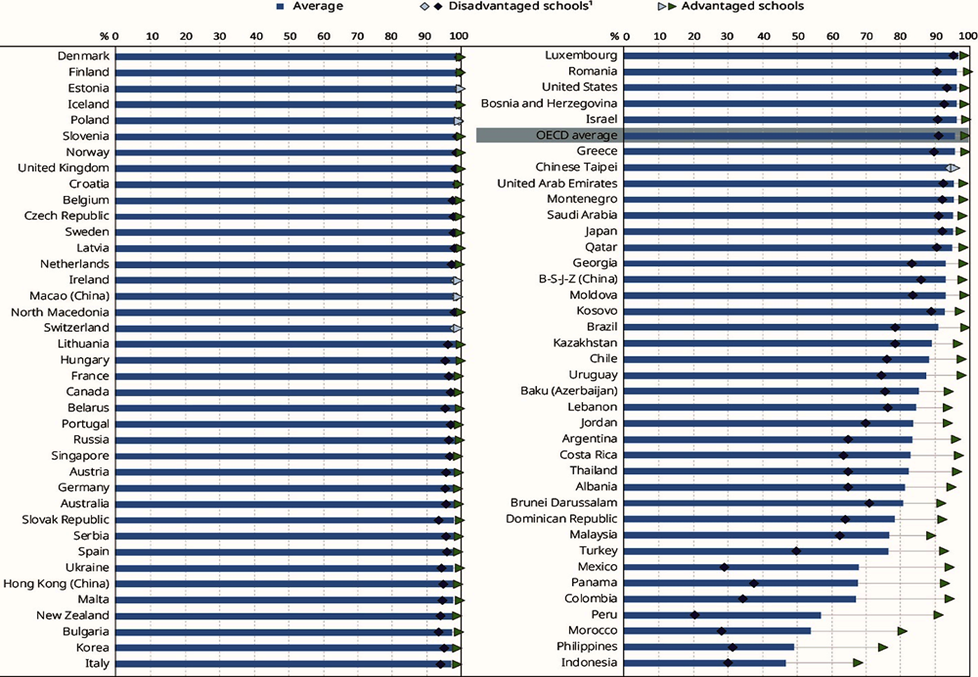 Average Disadvantaged schools¹ Advantaged schools
% 0 10 20 30 40 50 60 70 80 90 100
Denmark
Finland
Estonia
Iceland
Poland
Slovenia
Norway
United Kingdom
Croatia
Belgium
Czech Republic
Sweden
Latvia
Netherlands
Ireland
Macao (China)
North Macedonia
Switzerland
Lithuania
Hungary
France
Canada
Belarus
Portugal
Russia
Singapore
Austria
Germany
Australia
Slovak Republic
Serbia
Spain
Ukraine
Hong Kong (China)
Malta
New Zealand
Bulgaria
Korea
Italy
% 0 10 20 30 40 50 60 70 80 90 100
Luxembourg
Romania
United States
Bosnia and Herzegovina
Israel
OECD average
Greece
Chinese Taipei
United Arab Emirates
Montenegro
Saudi Arabia
Japan
Qatar
Georgia
B-S-J-Z (China)
Moldova
Kosovo
Brazil
Kazakhstan
Chile
Uruguay
Baku (Azerbaijan)
Lebanon
Jordan
Argentina
Costa Rica
Thailand
Albania
Brunei Darussalam
Dominican Republic
Malaysia
Turkey
Mexico
Panama
Colombia
Peru
Morocco
Philippines
Indonesia